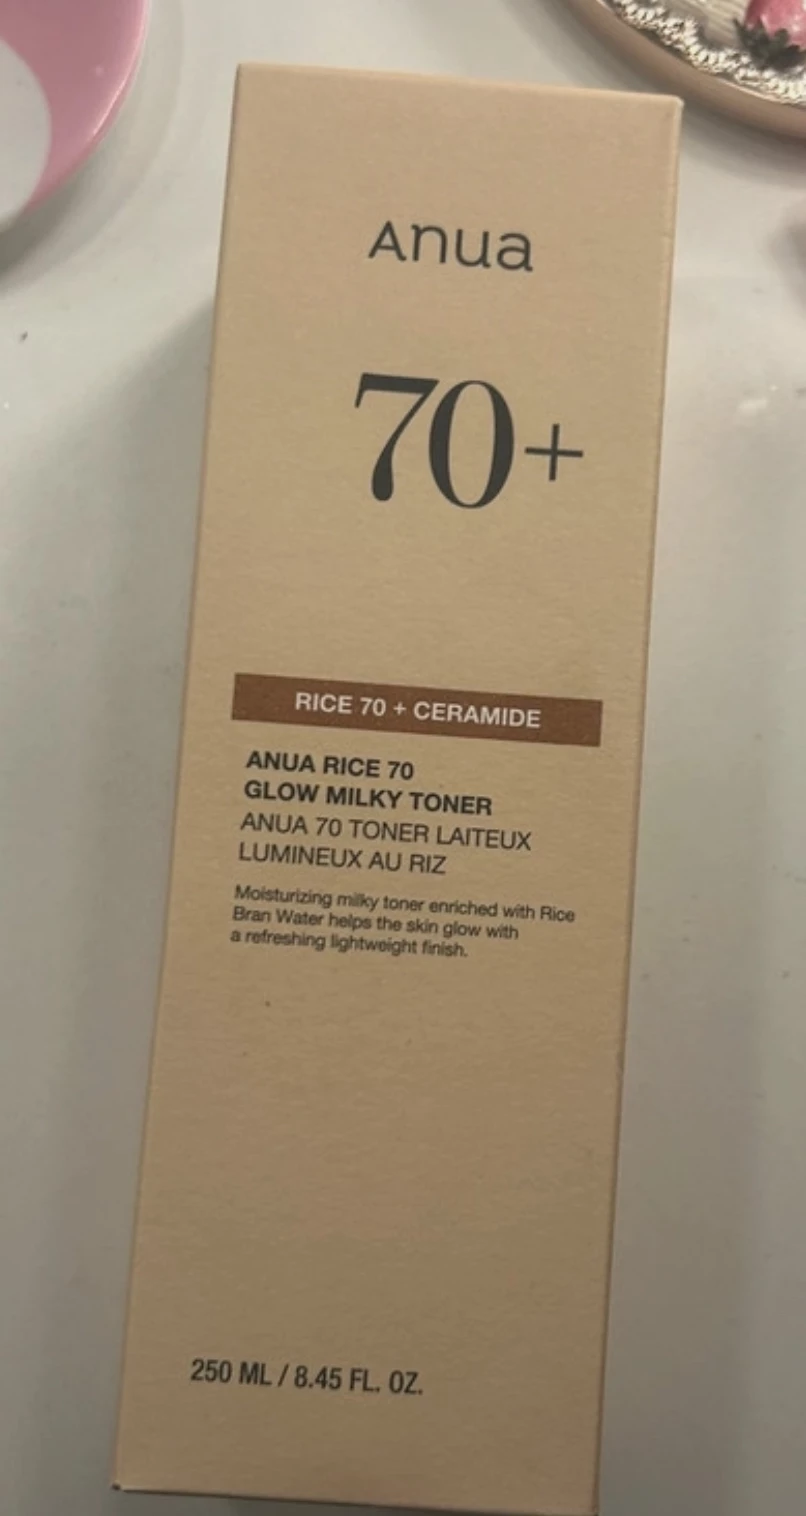 Anua
70+
RICE 70 + CERAMIDE
ANUA RICE 70
GLOW MILKY TONER
ANUA 70 TONER LAITEUX
LUMINEUX AU RIZ
Moisturizing milky toner enriched with Rice
Bran Water helps the skin glow with
a refreshing lightweight finish.
250 ML / 8.45 FL. OZ.